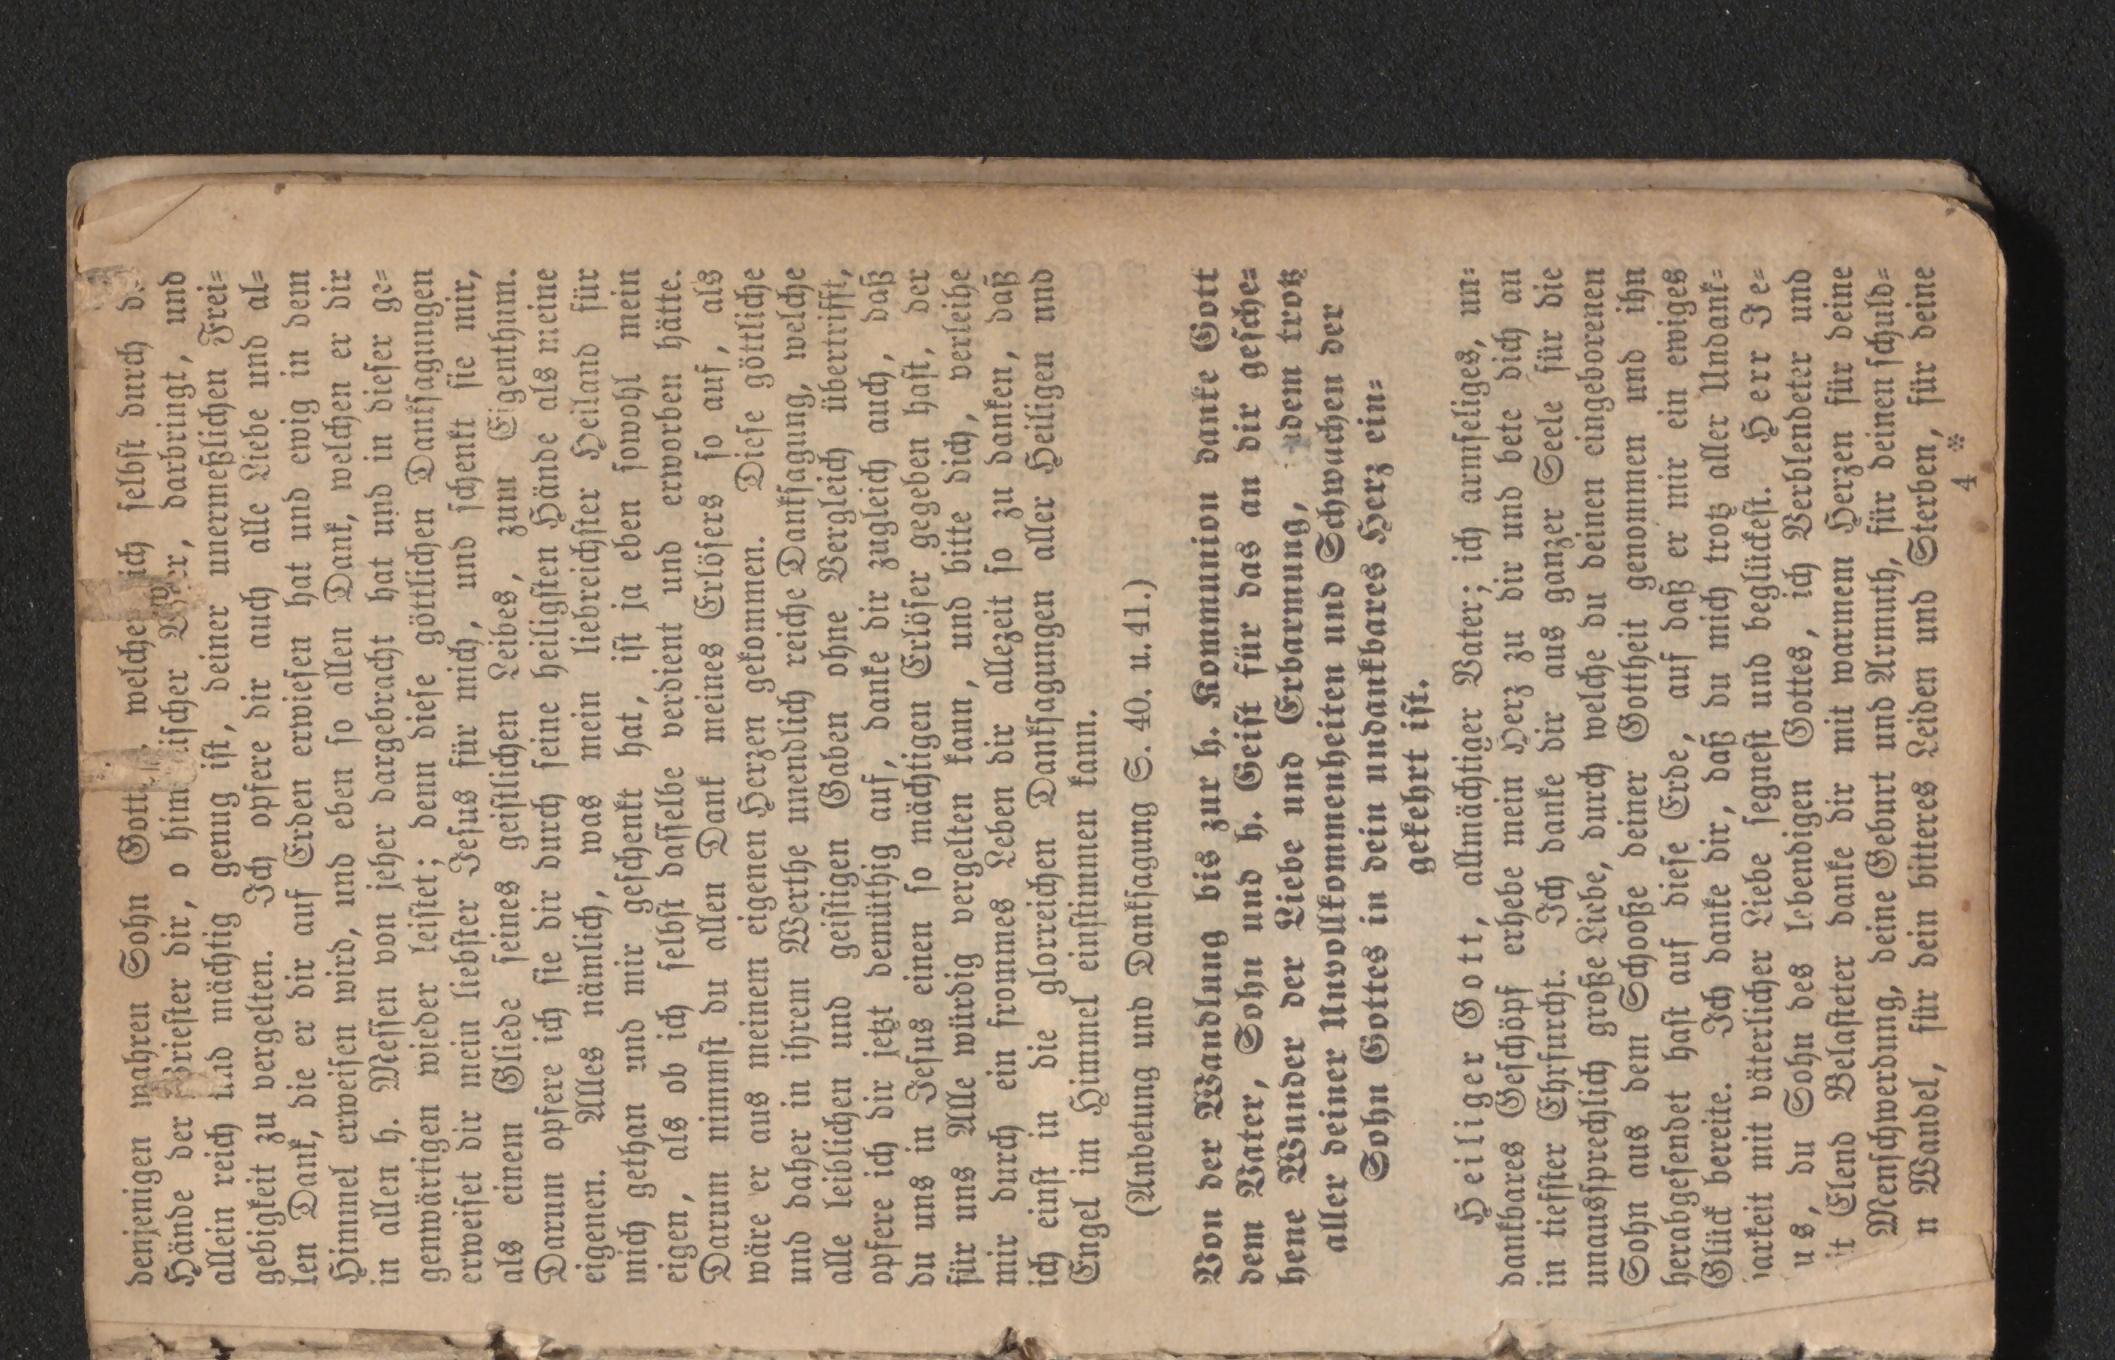 denjenigen wahren Sohn Gott welche ich selbst durch
Hände der Priester dir, o him ischer, darbringt, und
allein reich und mächtig genug ist, deiner unermeßlichen Frei-
gebigkeit zu vergelten. Ich opfere dir auch alle Liebe und al-
len Dank, die er dir auf Erden erwiesen hat und ewig in dem
Himmel erweisen wird, und eben so allen Dank, welchen er dir
in allen h. Messen von jeher dargebracht hat und in dieser ge-
genwärtigen wieder leistet; denn diese göttlichen Danksagungen
erweiset dir mein liebster Jesus für mich, und schenkt sie mir,
als einem Gliede seines geistlichen Leibes, zum Eigenthum.
Darum opfere ich sie dir durch seine heiligsten Hände als meine
eigenen. Alles nämlich, was mein liebreichster Heiland für
mich gethan und mir geschenkt hat, ist ja eben sowohl mein
eigen, als ob ich selbst dasselbe verdient und erworben hätte.
Darum nimmst du allen Dank meines Erlösers so auf, als
wäre er aus meinem eigenen Herzen gekommen. Diese göttliche
und daher in ihrem Werthe unendlich reiche Danksagung, welche
alle leiblichen und geistigen Gaben ohne Vergleich übertrifft,
opfere ich dir jetzt demüthig auf, danke dir zugleich auch, daß
du uns in Jesus einen so mächtigen Erlöser gegeben hast, der
für uns Alle würdig vergelten kann, und bitte dich, verleihe
mir durch ein frommes Leben dir allezeit so zu danken, daß
ich einst in die glorreichen Danksagungen aller Heiligen und
Engel im Himmel einstimmen kann.
(Anbetung und Danksagung S. 40. u. 41.)
Von der Wandlung bis zur h. Kommunion danke Gott
dem Vater, Sohn und h. Geist für das an dir gesche-
hene Wunder der Liebe und Erbarmung, indem trotz
aller deiner Unvollkommenheiten und Schwachen der
Sohn Gottes in dein undankbares Herz ein-
gekehrt ist.
Heiliger Gott, allmächtiger Vater; ich armseliges, un-
dankbares Geschöpf erhebe mein Herz zu dir und bete dich an
in tiefster Ehrfurcht. Ich danke dir aus ganzer Seele für die
unaussprechlich große Liebe, durch welche du deinen eingeborenen
Sohn aus dem Schooße deiner Gottheit genommen und ihn
herabgesendet hast auf diese Erde, auf daß er mir ein ewiges
Glück bereite. Ich danke dir, daß du mich trotz aller Undank-
barkeit mit väterlicher Liebe segnest und beglückest. Herr Je-
us, du Sohn des lebendigen Gottes, ich Verblendeter und
it Elend Belasteter danke dir mit warmem Herzen für deine
Menschwerdung, deine Geburt und Armuth, für deinen schuld-
n Wandel, für dein bitteres Leiden und Sterben, für deine
4 *